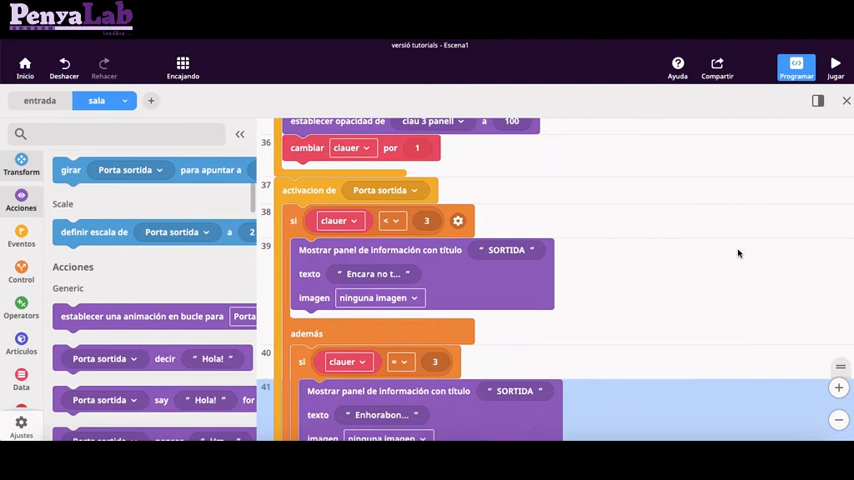 PenyaLab
versió tutorials - Escena1
Inicio
Deshacer
Rehacer
Encajando
Ayuda
Compartir
Programar
Jugar
entrada
sala
Transform
Acciones
Eventos
Control
Operators
Artículos
Data
Ajustes
girar Porta sortida para apuntar a
Scale
definir escala de Porta sortida a 2
Acciones
Generic
establecer una animación en bucle para Porta
Porta sortida decir " Hola! "
Porta sortida say " Hola! " for
establecer opacidad de clau 3 panell a 100
36
cambiar clauer por 1
37
activacion de Porta sortida
38
si clauer < 3
39
Mostrar panel de información con título " SORTIDA "
texto " Encara no t... "
imagen ninguna imagen
además
40
si clauer = 3
41
Mostrar panel de información con título " SORTIDA "
texto " Enhorabon... "
imagen ninguna imagen